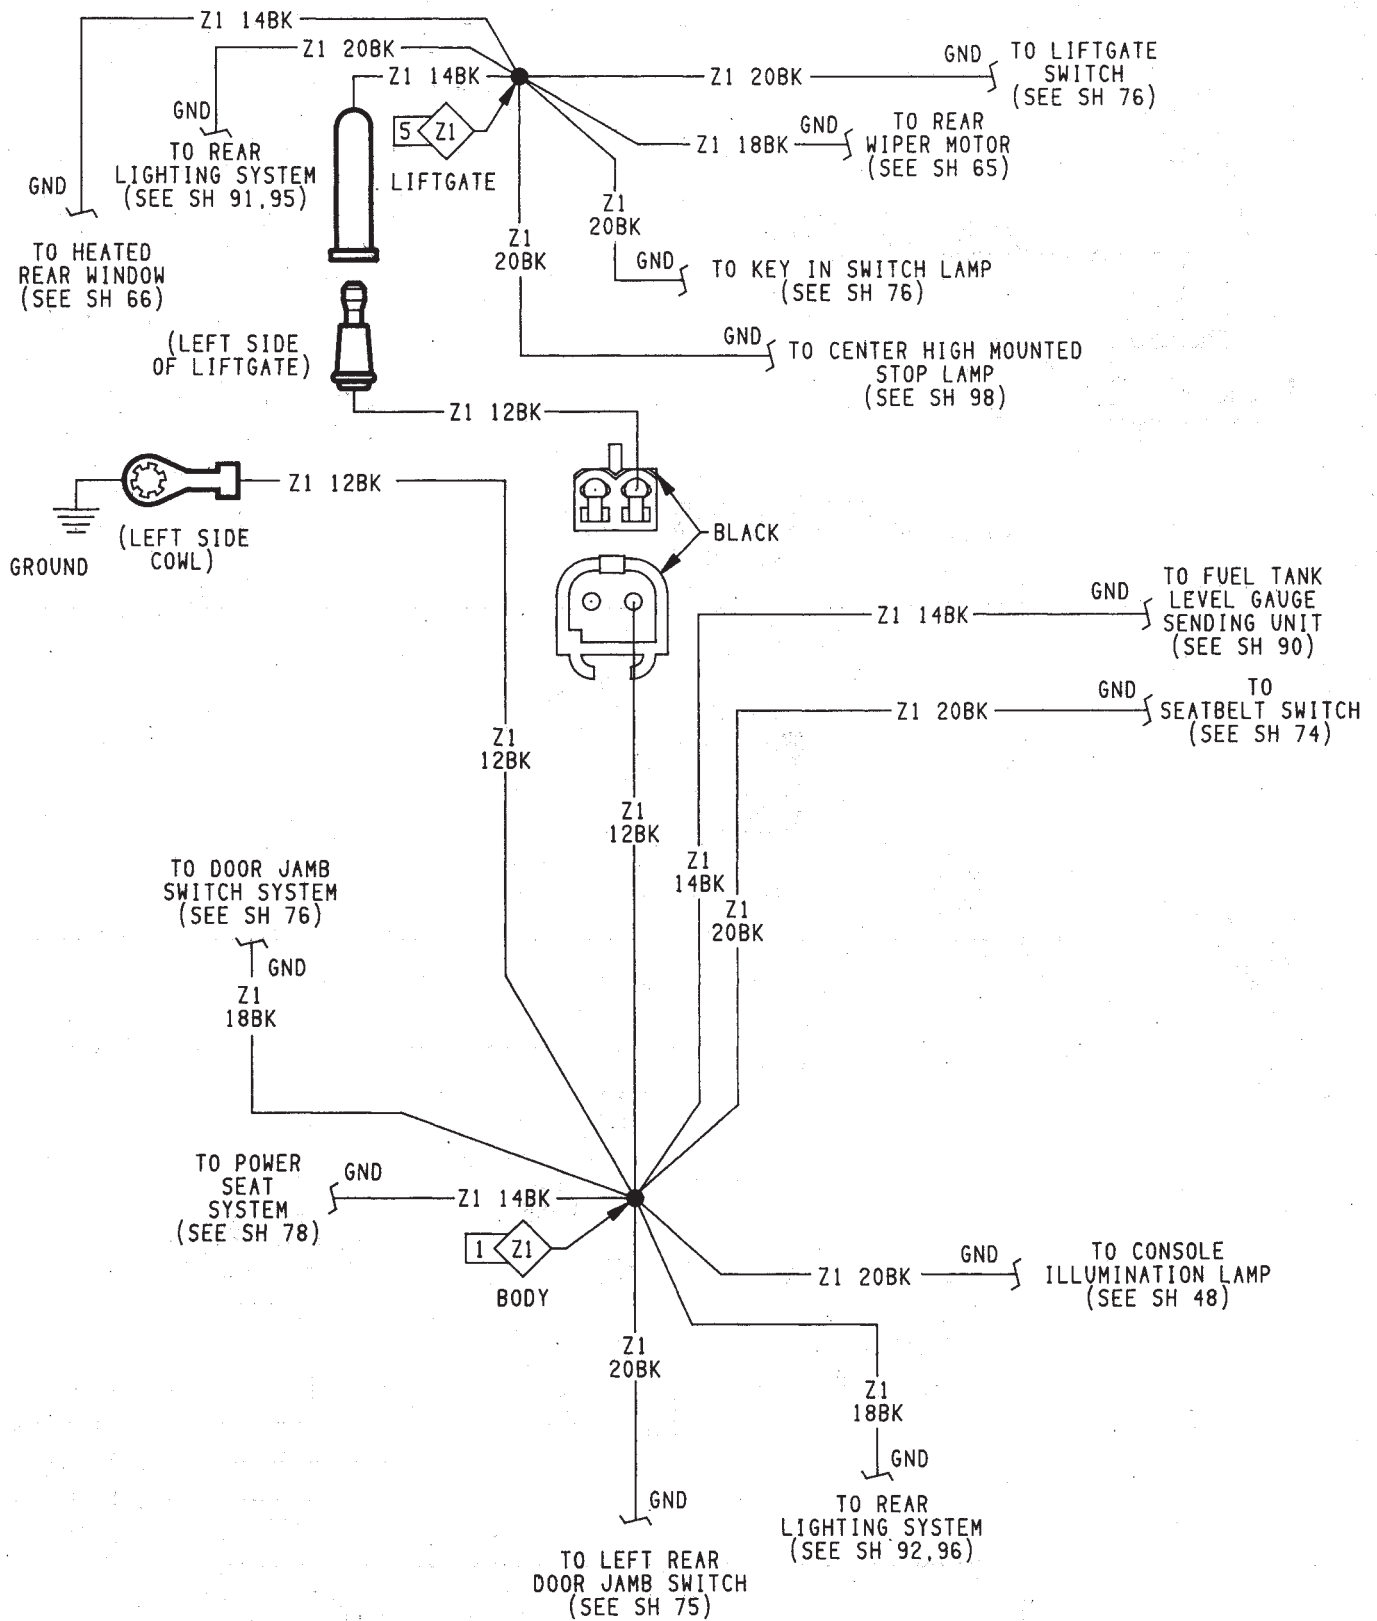 Z1 14BK
Z1 20BK
Z1 14BK
GND
TO REAR
LIGHTING SYSTEM
(SEE SH 91,95)
GND
TO HEATED
REAR WINDOW
(SEE SH 66)
5
Z1
LIFTGATE
Z1 20BK
GND
TO LIFTGATE
SWITCH
(SEE SH 76)
Z1 18BK
GND
TO REAR
WIPER MOTOR
(SEE SH 65)
Z1
20BK
GND
TO KEY IN SWITCH LAMP
(SEE SH 76)
Z1
20BK
GND
TO CENTER HIGH MOUNTED
STOP LAMP
(SEE SH 98)
(LEFT SIDE
OF LIFTGATE)
Z1 12BK
Z1 12BK
(LEFT SIDE
COWL)
GROUND
BLACK
Z1 14BK
GND
TO FUEL TANK
LEVEL GAUGE
SENDING UNIT
(SEE SH 90)
Z1 20BK
GND
TO
SEATBELT SWITCH
(SEE SH 74)
Z1
12BK
Z1
12BK
Z1
14BK
Z1
20BK
TO DOOR JAMB
SWITCH SYSTEM
(SEE SH 76)
GND
Z1
18BK
TO POWER
SEAT
SYSTEM
(SEE SH 78)
GND
Z1 14BK
1
Z1
BODY
Z1 20BK
GND
TO CONSOLE
ILLUMINATION LAMP
(SEE SH 48)
Z1
20BK
Z1
18BK
GND
TO REAR
LIGHTING SYSTEM
(SEE SH 92,96)
GND
TO LEFT REAR
DOOR JAMB SWITCH
(SEE SH 75)